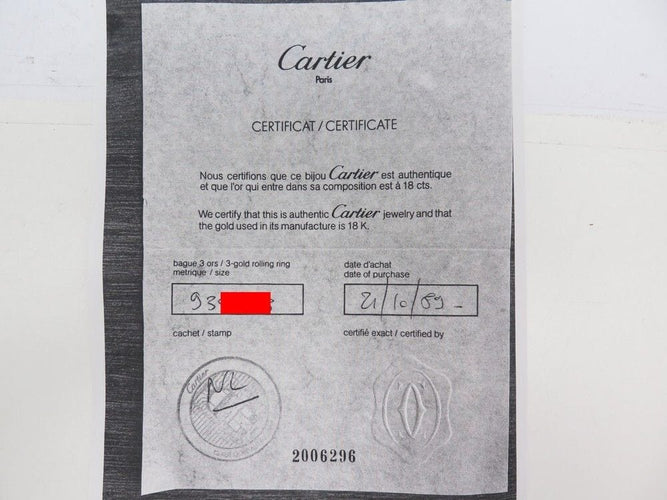 Cartier
Paris
CERTIFICAT / CERTIFICATE
Nous certifions que ce bijou Cartier est authentique
et que l'or qui entre dans sa composition est à 18 cts.
We certify that this is authentic Cartier jewelry and that
the gold used in its manufacture is 18 K.
bague 3 ors / 3-gold rolling ring
metrique / size
93
date d'achat
date of purchase
21/10/89 -
cachet / stamp
certifié exact / certified by
Cartier
NL
2006296